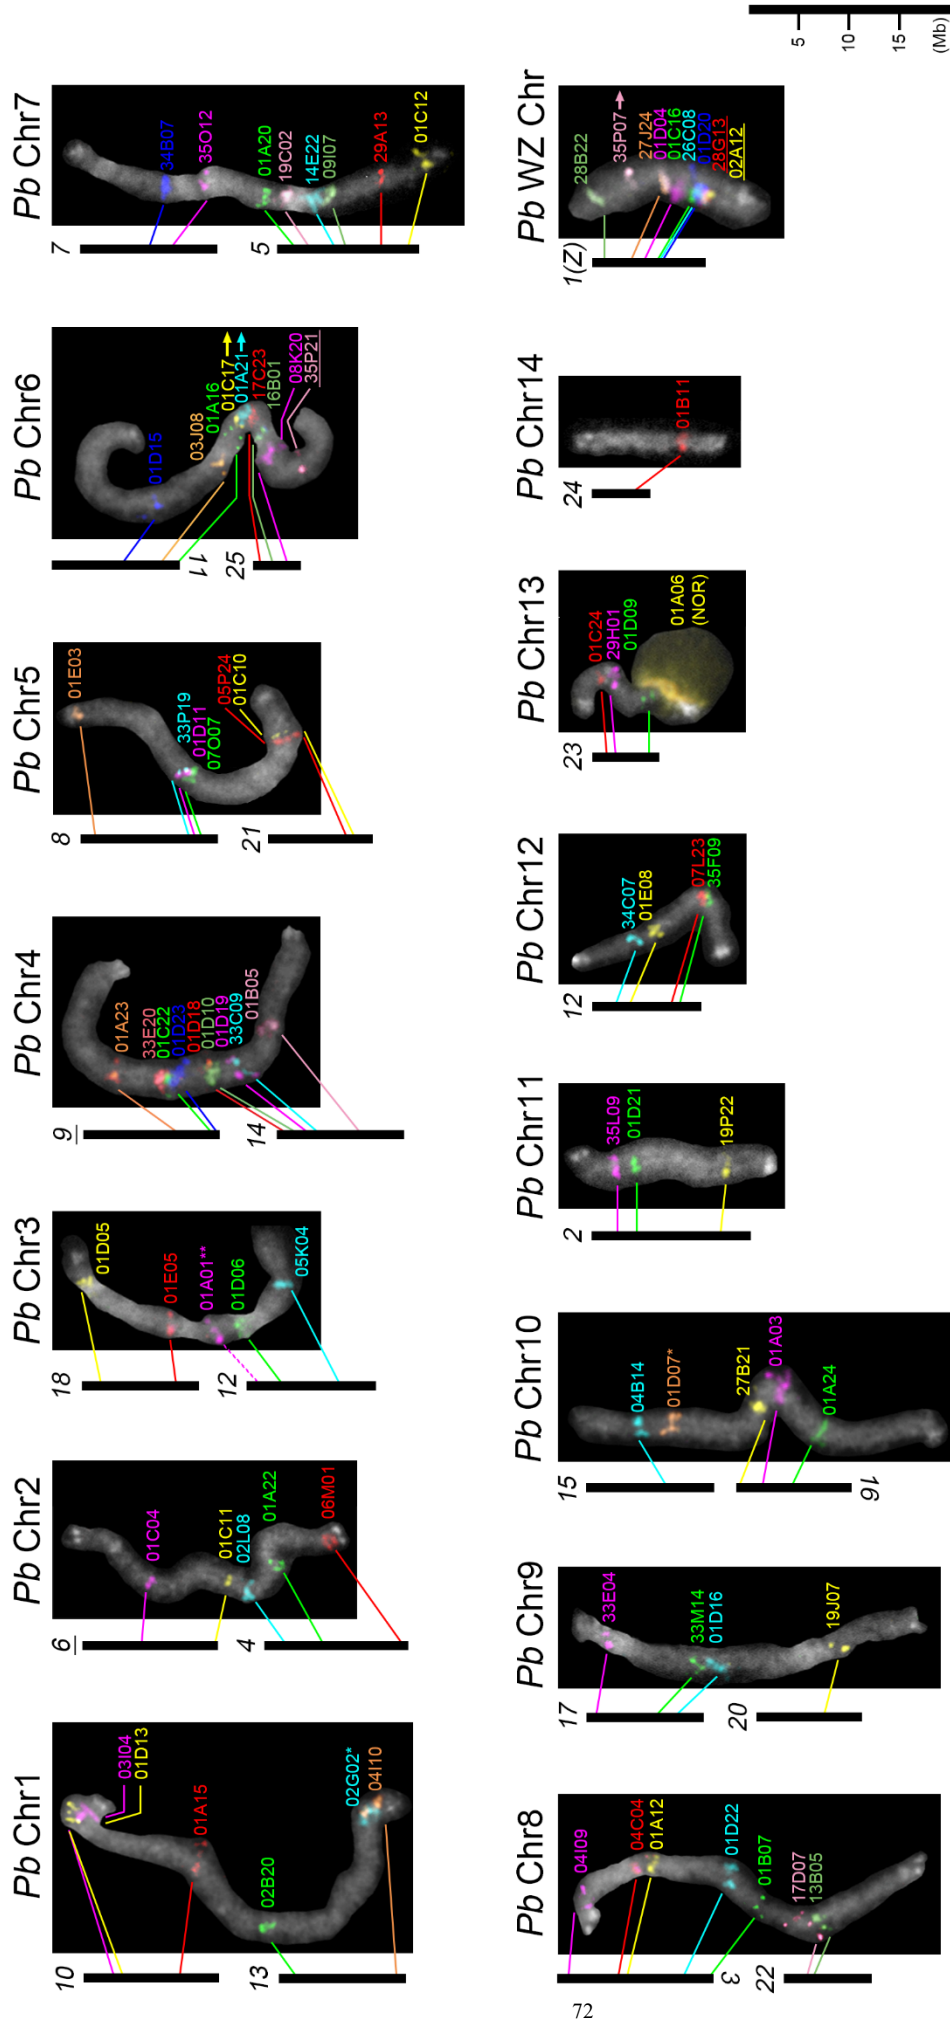 Pb Chr1
10
03I04
01D13
01A15
02B20
13
02G02*
04I10
Pb Chr2
6
01C04
01C11
02L08
4
01A22
06M01
Pb Chr3
18
01D05
01E05
01A01**
12
01D06
05K04
Pb Chr4
9
01A23
33E20
01C22
01D23
01D18
01D10
01D19
33C09
14
01B05
Pb Chr5
8
01E03
33P19
01D11
07O07
21
05P24
01C10
Pb Chr6
01D15
03J08
01A16
01C17
01A21
17C23
16B01
11
25
08K20
35P21
Pb Chr7
7
34B07
35O12
01A20
5
19C02
14E22
09I07
29A13
01C12
Pb Chr8
04I09
04C04
01A12
01D22
01B07
3
17D07
13B05
22
Pb Chr9
17
33E04
33M14
01D16
20
19J07
Pb Chr10
15
04B14
01D07*
27B21
01A03
01A24
16
Pb Chr11
2
35L09
01D21
19P22
Pb Chr12
12
34C07
01E08
07L23
35F09
Pb Chr13
23
01C24
29H01
01D09
01A06
(NOR)
Pb Chr14
24
01B11
Pb WZ Chr
1(Z)
28B22
35P07
27J24
01D04
01C16
26C08
01D20
28G13
02A12
5
10
15
(Mb)
72